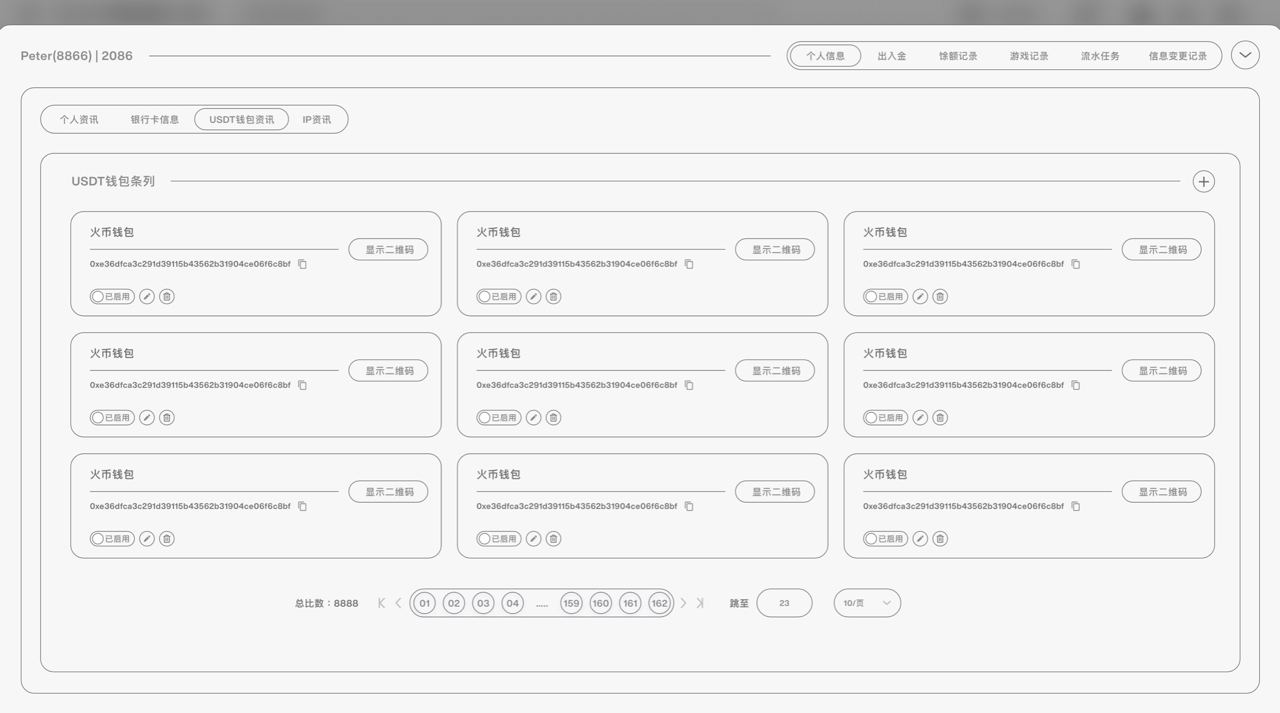 Peter(8866) | 2086
个人信息 出入金 馀额记录 游戏记录 流水任务 信息变更记录
个人资讯 银行卡信息 USDT钱包资讯 IP资讯
USDT钱包条列
火币钱包 火币钱包 火币钱包
显示二维码 显示二维码 显示二维码
0xe36dfca3c291d39115b43562b31904ce06f6c8bf 0xe36dfca3c291d39115b43562b31904ce06f6c8bf 0xe36dfca3c291d39115b43562b31904ce06f6c8bf
已启用 已启用 已启用
火币钱包 火币钱包 火币钱包
显示二维码 显示二维码 显示二维码
0xe36dfca3c291d39115b43562b31904ce06f6c8bf 0xe36dfca3c291d39115b43562b31904ce06f6c8bf 0xe36dfca3c291d39115b43562b31904ce06f6c8bf
已启用 已启用 已启用
火币钱包 火币钱包 火币钱包
显示二维码 显示二维码 显示二维码
0xe36dfca3c291d39115b43562b31904ce06f6c8bf 0xe36dfca3c291d39115b43562b31904ce06f6c8bf 0xe36dfca3c291d39115b43562b31904ce06f6c8bf
已启用 已启用 已启用
总比数：8888 01 02 03 04 ..... 159 160 161 162 跳至 23 10/页